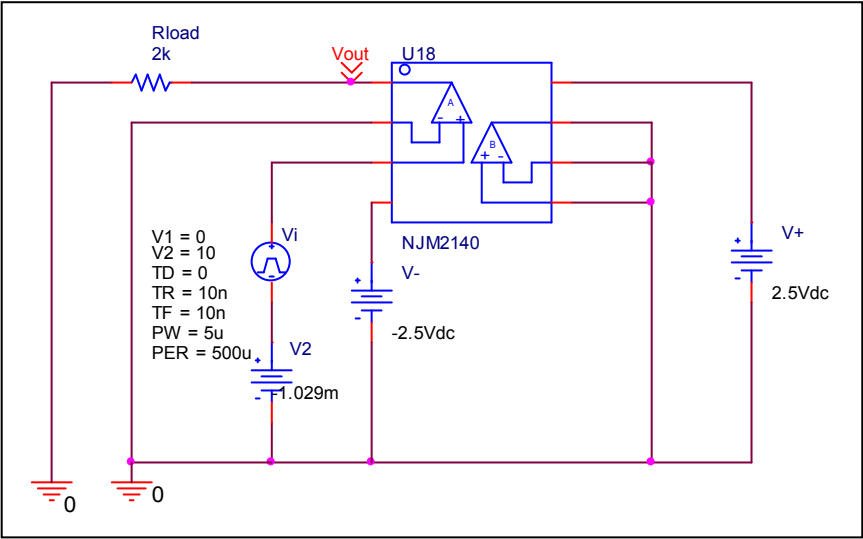 Rload
2k
Vout
U18
A
- +
B
+ -
NJM2140
Vi
+
-
V1 = 0
V2 = 10
TD = 0
TR = 10n
TF = 10n
PW = 5u
PER = 500u
V2
+
-
-1.029m
V-
+
-
-2.5Vdc
V+
+
-
2.5Vdc
0
0